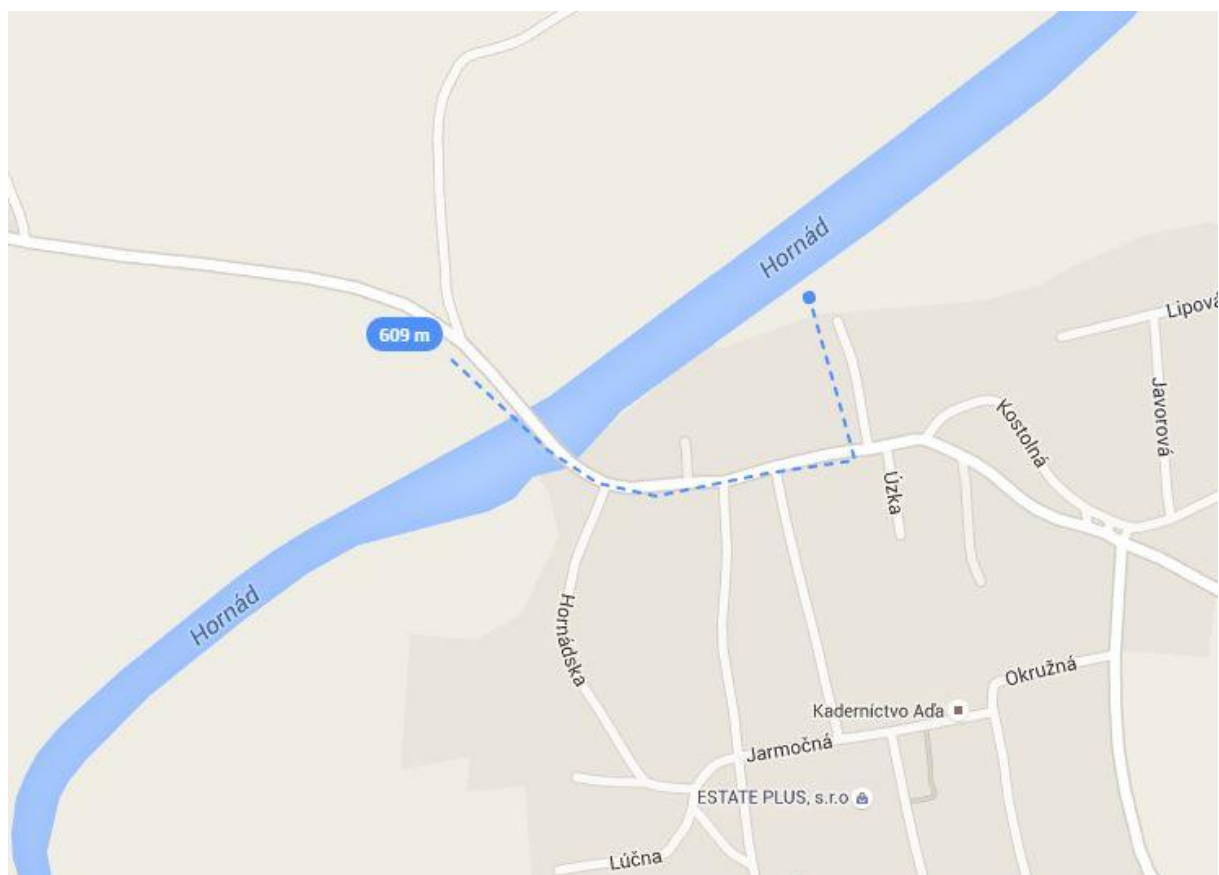 Hornád
Lipová
609 m
Javorová
Kostolná
Úzka
Hornád
Hornádska
Okružná
Kaderníctvo Aďa
Jarmočná
ESTATE PLUS, s.r.o
Lúčna